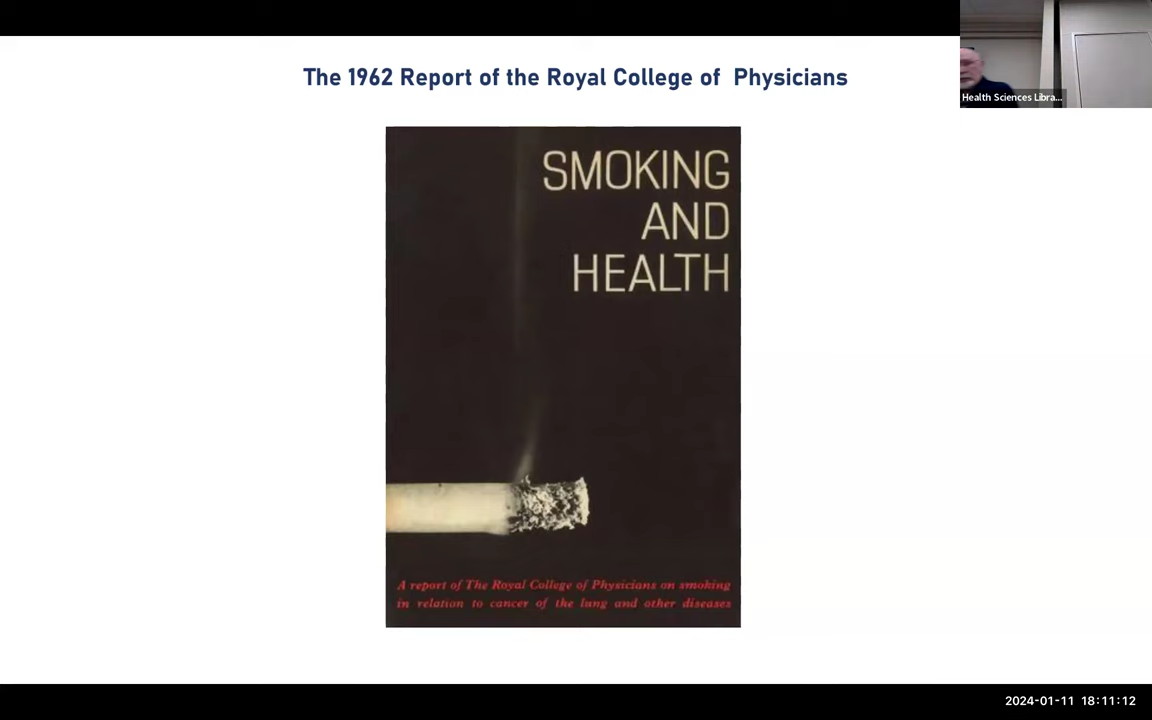 The 1962 Report of the Royal College of Physicians
Health Sciences Libra...
SMOKING
AND
HEALTH
A report of The Royal College of Physicians on smoking
in relation to cancer of the lung and other diseases
2024-01-11 18:11:12